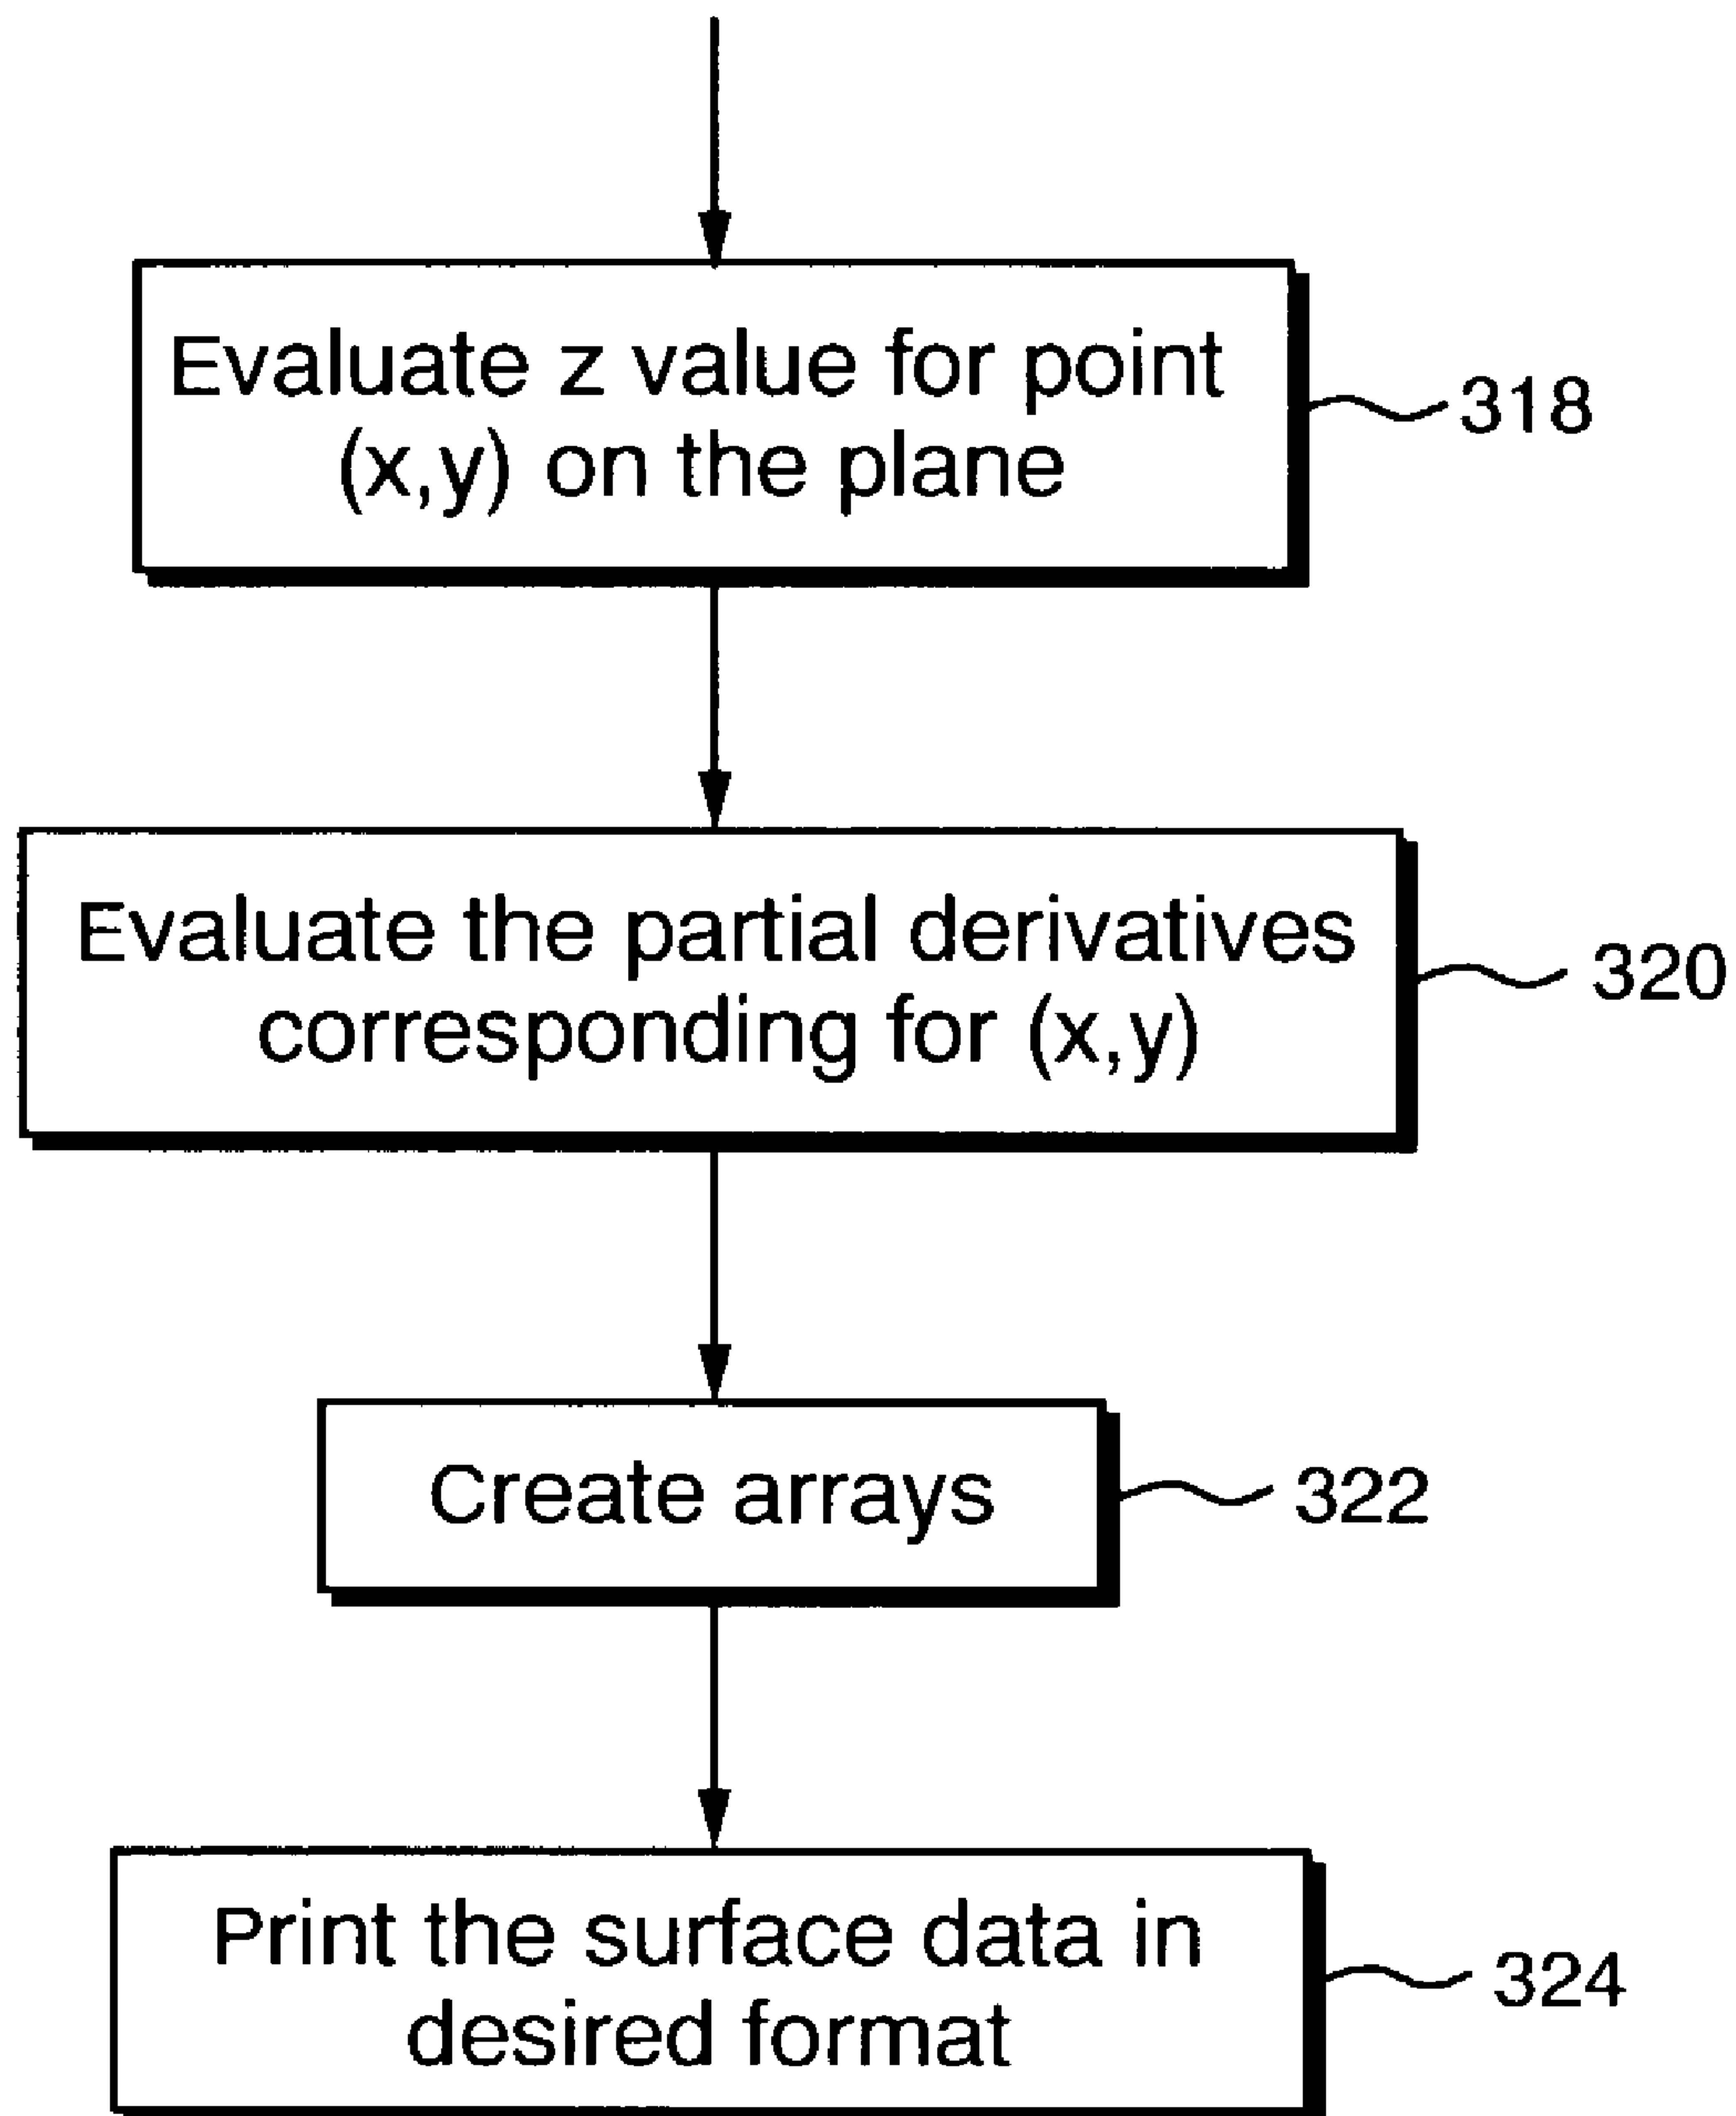 Evaluate z value for point
(x,y) on the plane
318
Evaluate the partial derivatives
corresponding for (x,y)
320
Create arrays
322
Print the surface data in
desired format
324